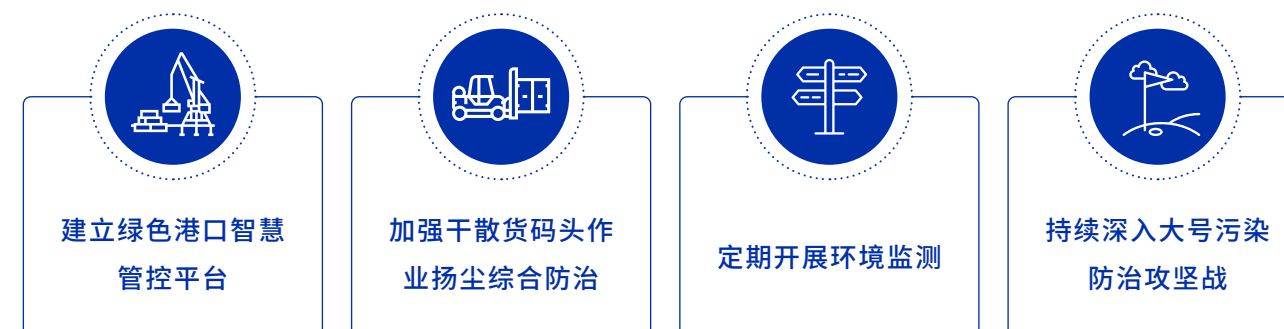 建立绿色港口智慧
管控平台
加强干散货码头作
业扬尘综合防治
定期开展环境监测
持续深入大号污染
防治攻坚战